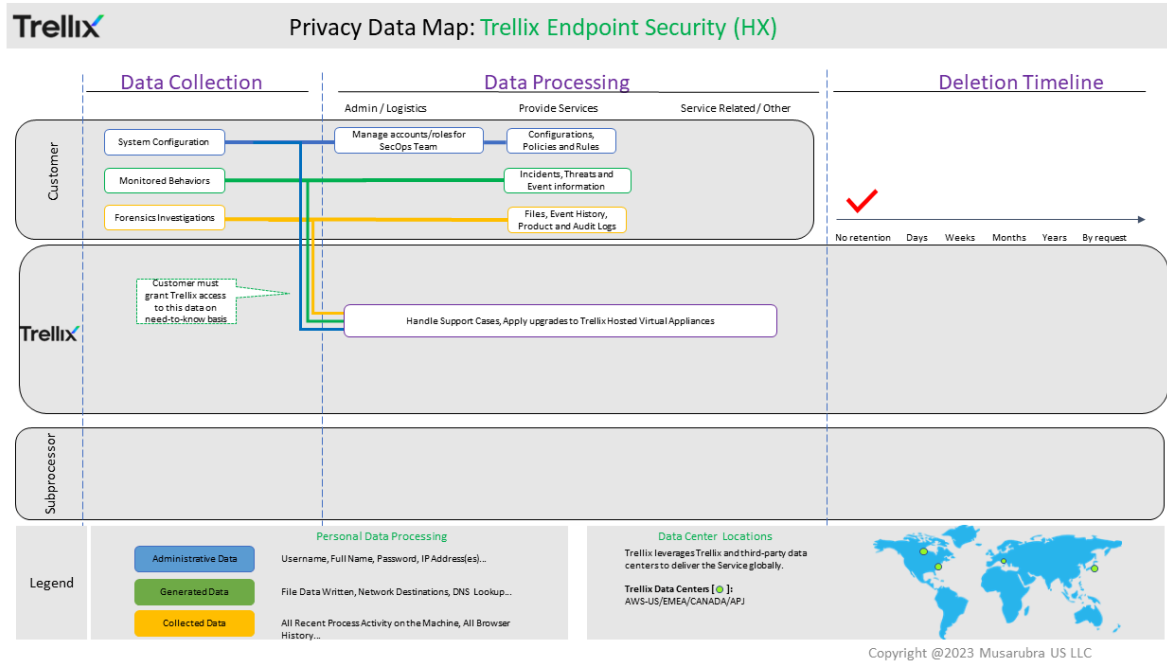 Trellix
Privacy Data Map: Trellix Endpoint Security (HX)
Data Collection
Data Processing
Deletion Timeline
Admin / Logistics
Provide Services
Service Related / Other
Customer
System Configuration
Manage accounts/roles for
SecOps Team
Configurations,
Policies and Rules
Monitored Behaviors
Incidents, Threats and
Event information
Forensics Investigations
Files, Event History,
Product and Audit Logs
No retention
Days
Weeks
Months
Years
By request
Trellix
Customer must
grant Trellix access
to this data on
need-to-know basis
Handle Support Cases, Apply upgrades to Trellix Hosted Virtual Appliances
Subprocessor
Legend
Personal Data Processing
Administrative Data
Username, Full Name, Password, IP Address(es)...
Generated Data
File Data Written, Network Destinations, DNS Lookup...
Collected Data
All Recent Process Activity on the Machine, All Browser
History...
Data Center Locations
Trellix leverages Trellix and third-party data
centers to deliver the Service globally.
Trellix Data Centers [ ]:
AWS-US/EMEA/CANADA/APJ
Copyright @2023 Musarubra US LLC